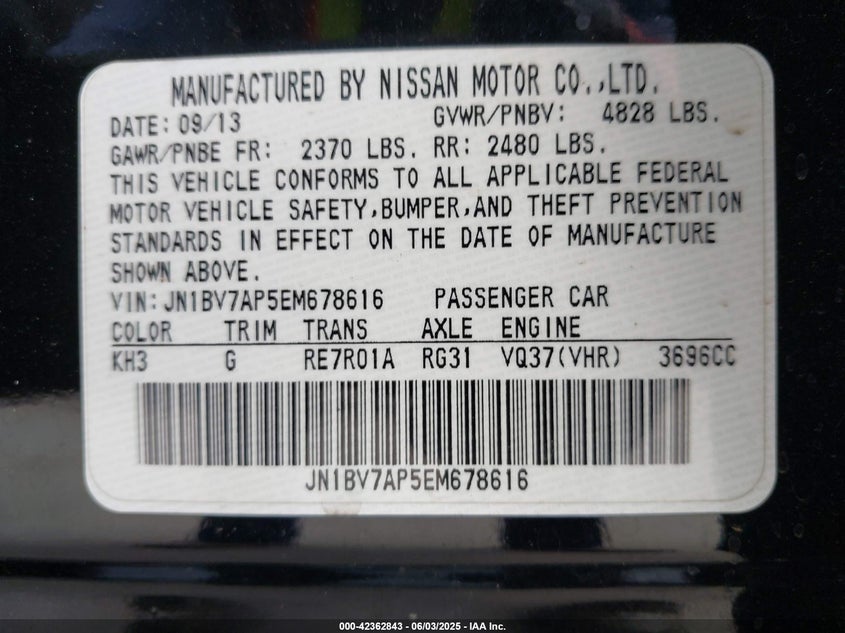 MANUFACTURED BY NISSAN MOTOR CO.,LTD.
DATE: 09/13 GVWR/PNBV: 4828 LBS.
GAWR/PNBE FR: 2370 LBS. RR: 2480 LBS.
THIS VEHICLE CONFORMS TO ALL APPLICABLE FEDERAL
MOTOR VEHICLE SAFETY,BUMPER,AND THEFT PREVENTION
STANDARDS IN EFFECT ON THE DATE OF MANUFACTURE
SHOWN ABOVE.
VIN: JN1BV7AP5EM678616 PASSENGER CAR
COLOR TRIM TRANS AXLE ENGINE
KH3 G RE7R01A RG31 VQ37(VHR) 3696CC
JN1BV7AP5EM678616
000-42362843 - 06/03/2025 - IAA Inc.